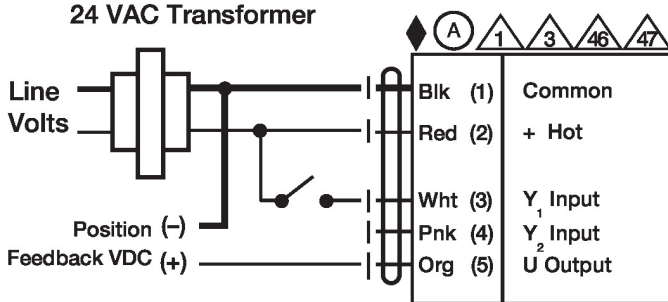 24 VAC Transformer
A 1 3 46 47
Line
Volts
Blk (1) Common
Red (2) + Hot
Wht (3) Y1 Input
Position (–)
Pnk (4) Y2 Input
Feedback VDC (+)
Org (5) U Output